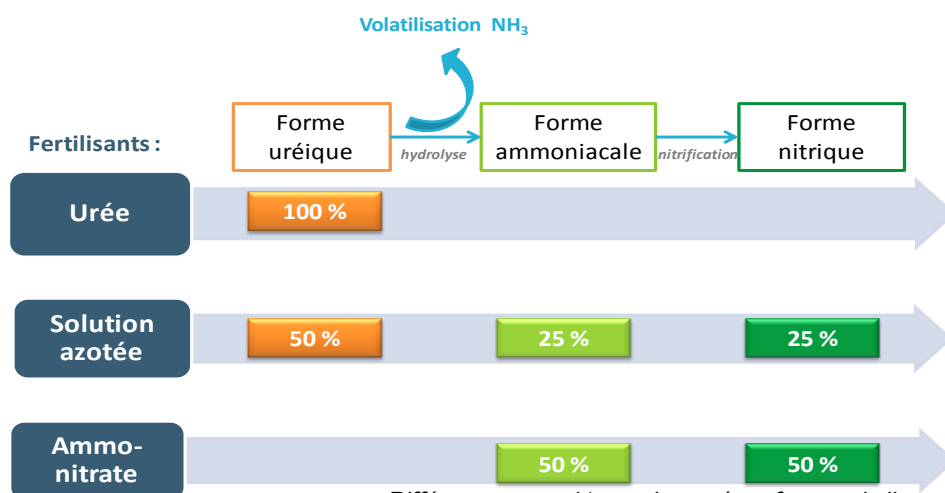 Volatilisation NH₃
Fertilisants :
Forme
uréique
hydrolyse
Forme
ammoniacale
nitrification
Forme
nitrique
Urée
100 %
Solution
azotée
50 %
25 %
25 %
Ammo-
nitrate
50 %
50 %